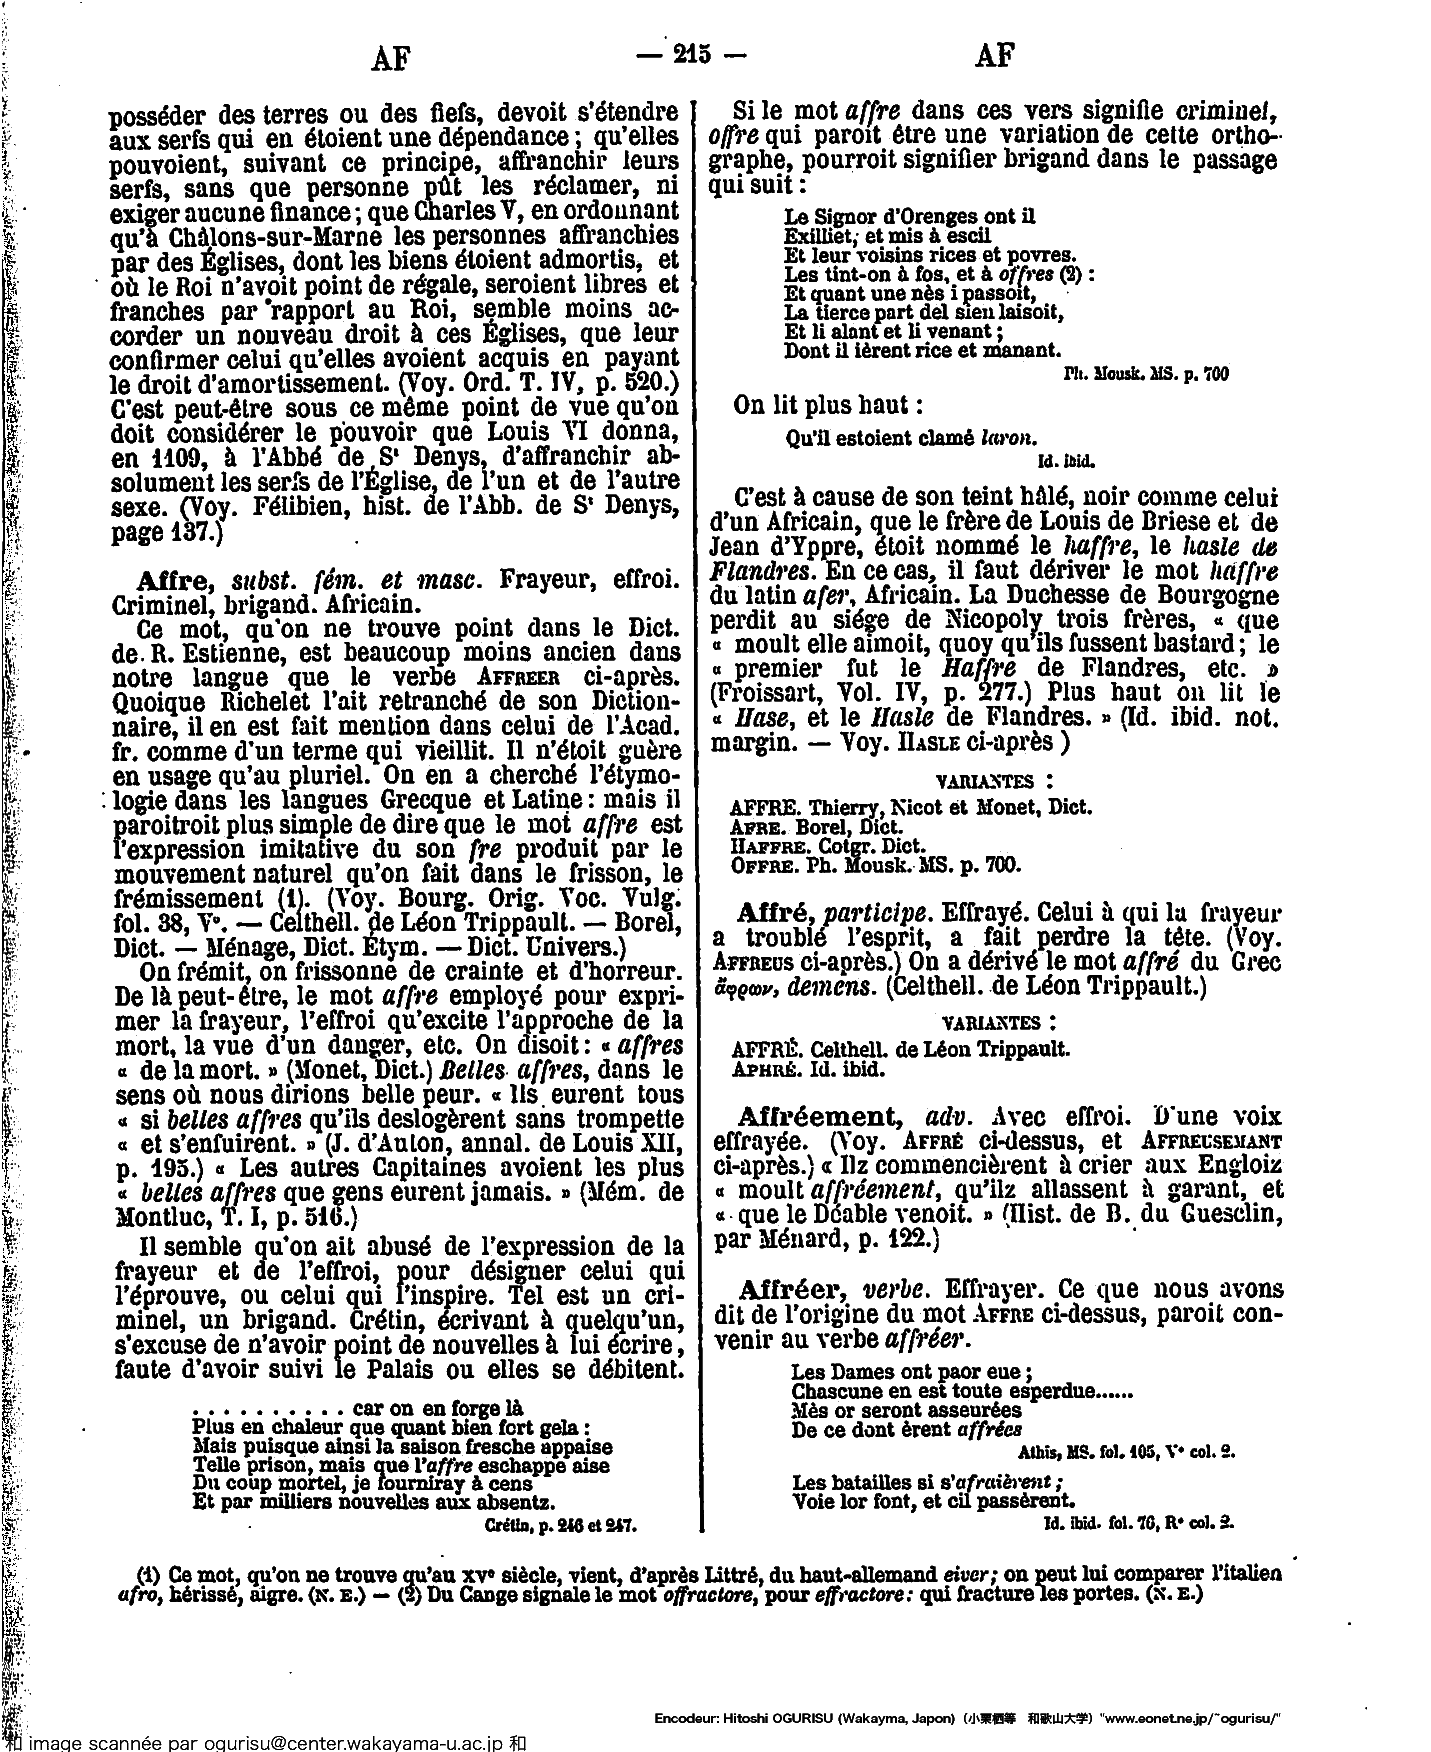 AF
— 215 —
AF
posséder des terres ou des fiefs, devoit s'étendre
aux serfs qui en étoient une dépendance ; qu'elles
pouvoient, suivant ce principe, affranchir leurs
serfs, sans que personne pût les réclamer, ni
exiger aucune finance ; que Charles V, en ordonnant
qu'à Châlons-sur-Marne les personnes affranchies
par des Églises, dont les biens étoient admortis, et
où le Roi n'avoit point de régale, seroient libres et
franches par rapport au Roi, semble moins ac-
corder un nouveau droit à ces Églises, que leur
confirmer celui qu'elles avoient acquis en payant
le droit d'amortissement. (Voy. Ord. T. IV, p. 520.)
C'est peut-être sous ce même point de vue qu'on
doit considérer le pouvoir que Louis VI donna,
en 1109, à l'Abbé de St Denys, d'affranchir ab-
solument les serfs de l'Église, de l'un et de l'autre
sexe. (Voy. Félibien, hist. de l'Abb. de St Denys,
page 137.)
Affre, subst. fém. et masc. Frayeur, effroi.
Criminel, brigand. Africain.
Ce mot, qu'on ne trouve point dans le Dict.
de R. Estienne, est beaucoup moins ancien dans
notre langue que le verbe AFFREER ci-après.
Quoique Richelet l'ait retranché de son Diction-
naire, il en est fait mention dans celui de l'Acad.
fr. comme d'un terme qui vieillit. Il n'étoit guère
en usage qu'au pluriel. On en a cherché l'étymo-
logie dans les langues Grecque et Latine : mais il
paroitroit plus simple de dire que le mot affre est
l'expression imitative du son fre produit par le
mouvement naturel qu'on fait dans le frisson, le
frémissement (1). (Voy. Bourg. Orig. Voc. Vulg.
fol. 38, V°. — Celthell. de Léon Trippault. — Borel,
Dict. — Ménage, Dict. Etym. — Dict. Univers.)
On frémit, on frissonne de crainte et d'horreur.
De là peut-être, le mot affre employé pour expri-
mer la frayeur, l'effroi qu'excite l'approche de la
mort, la vue d'un danger, etc. On disoit : « affres
« de la mort. » (Monet, Dict.) Belles affres, dans le
sens où nous dirions belle peur. « Ils eurent tous
« si belles affres qu'ils deslogèrent sans trompette
« et s'enfuirent. » (J. d'Auton, annal. de Louis XII,
p. 195.) « Les autres Capitaines avoient les plus
« belles affres que gens eurent jamais. » (Mém. de
Montluc, T. I, p. 516.)
Il semble qu'on ait abusé de l'expression de la
frayeur et de l'effroi, pour désigner celui qui
l'éprouve, ou celui qui l'inspire. Tel est un cri-
minel, un brigand. Crétin, écrivant à quelqu'un,
s'excuse de n'avoir point de nouvelles à lui écrire,
faute d'avoir suivi le Palais ou elles se débitent.
. . . . . . . . . . car on en forge là
Plus en chaleur que quant bien fort gela :
Mais puisque ainsi la saison fresche appaise
Telle prison, mais que l'affre eschappe aise
Du coup mortel, je fourniray à cens
Et par milliers nouvelles aux absentz.
Crétin, p. 246 et 247.
Si le mot affre dans ces vers signifie criminel,
offre qui paroit être une variation de cette ortho-
graphe, pourroit signifier brigand dans le passage
qui suit :
Le Signor d'Orenges ont il
Exilliet, et mis à escil
Et leur voisins rices et povres.
Les tint-on à fos, et à offres (2) :
Et quant une nès i passoit,
La tierce part del sien laisoit,
Et li alant et li venant ;
Dont il ièrent rice et manant.
Ph. Mousk. MS. p. 700
On lit plus haut :
Qu'il estoient clamé laron.
Id. ibid.
C'est à cause de son teint hâlé, noir comme celui
d'un Africain, que le frère de Louis de Briese et de
Jean d'Yppre, étoit nommé le haffre, le hasle de
Flandres. En ce cas, il faut dériver le mot haffre
du latin afer, Africain. La Duchesse de Bourgogne
perdit au siége de Nicopoly trois frères, « que
« moult elle aimoit, quoy qu'ils fussent bastard ; le
« premier fut le Haffre de Flandres, etc. »
(Froissart, Vol. IV, p. 277.) Plus haut on lit le
« Hase, et le Hasle de Flandres. » (Id. ibid. not.
margin. — Voy. HASLE ci-après )
VARIANTES :
AFFRE. Thierry, Nicot et Monet, Dict.
AFRE. Borel, Dict.
HAFFRE. Cotgr. Dict.
OFFRE. Ph. Mousk. MS. p. 700.
Affré, participe. Effrayé. Celui à qui la frayeur
a troublé l'esprit, a fait perdre la tête. (Voy.
AFFREUS ci-après.) On a dérivé le mot affré du Grec
ἄφρων, demens. (Celthell. de Léon Trippault.)
VARIANTES :
AFFRÉ. Celthell. de Léon Trippault.
APHRÉ. Id. ibid.
Affréement, adv. Avec effroi. D'une voix
effrayée. (Voy. AFFRÉ ci-dessus, et AFFREUSEMANT
ci-après.) « Ilz commencièrent à crier aux Engloiz
« moult affréement, qu'ilz allassent à garant, et
« que le Déable venoit. » (Hist. de B. du Guesclin,
par Ménard, p. 122.)
Affréer, verbe. Effrayer. Ce que nous avons
dit de l'origine du mot AFFRE ci-dessus, paroit con-
venir au verbe affréer.
Les Dames ont paor eue ;
Chascune en est toute esperdue......
Mès or seront asseurées
De ce dont èrent affrées
Athis, MS. fol. 105, V° col. 2.
Les batailles si s'afraièrent ;
Voie lor font, et cil passèrent.
Id. ibid. fol. 76, R° col. 2.
(1) Ce mot, qu'on ne trouve qu'au XVe siècle, vient, d'après Littré, du haut-allemand eiver ; on peut lui comparer l'italien
afro, hérissé, aigre. (N. E.) — (2) Du Cange signale le mot offractore, pour effractore : qui fracture les portes. (N. E.)
Encodeur: Hitoshi OGURISU (Wakayma, Japon)（小栗栖等　和歌山大学）"www.eonet.ne.jp/~ogurisu/"
和 image scannée par ogurisu@center.wakayama-u.ac.jp 和